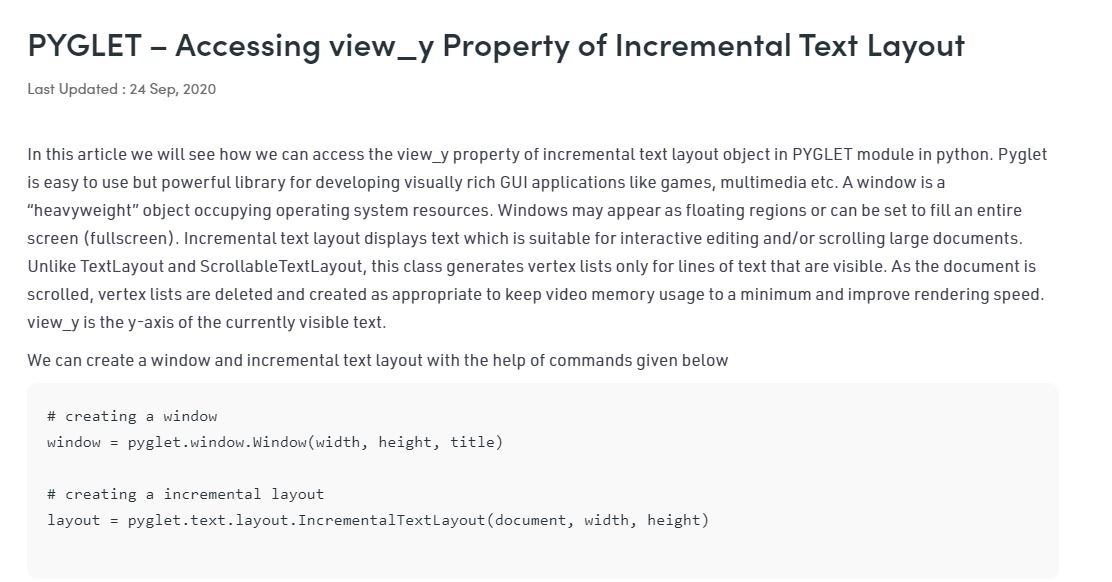 PYGLET – Accessing view_y Property of Incremental Text Layout
Last Updated : 24 Sep, 2020
In this article we will see how we can access the view_y property of incremental text layout object in PYGLET module in python. Pyglet
is easy to use but powerful library for developing visually rich GUI applications like games, multimedia etc. A window is a
“heavyweight” object occupying operating system resources. Windows may appear as floating regions or can be set to fill an entire
screen (fullscreen). Incremental text layout displays text which is suitable for interactive editing and/or scrolling large documents.
Unlike TextLayout and ScrollableTextLayout, this class generates vertex lists only for lines of text that are visible. As the document is
scrolled, vertex lists are deleted and created as appropriate to keep video memory usage to a minimum and improve rendering speed.
view_y is the y-axis of the currently visible text.
We can create a window and incremental text layout with the help of commands given below
# creating a window
window = pyglet.window.Window(width, height, title)
# creating a incremental layout
layout = pyglet.text.layout.IncrementalTextLayout(document, width, height)